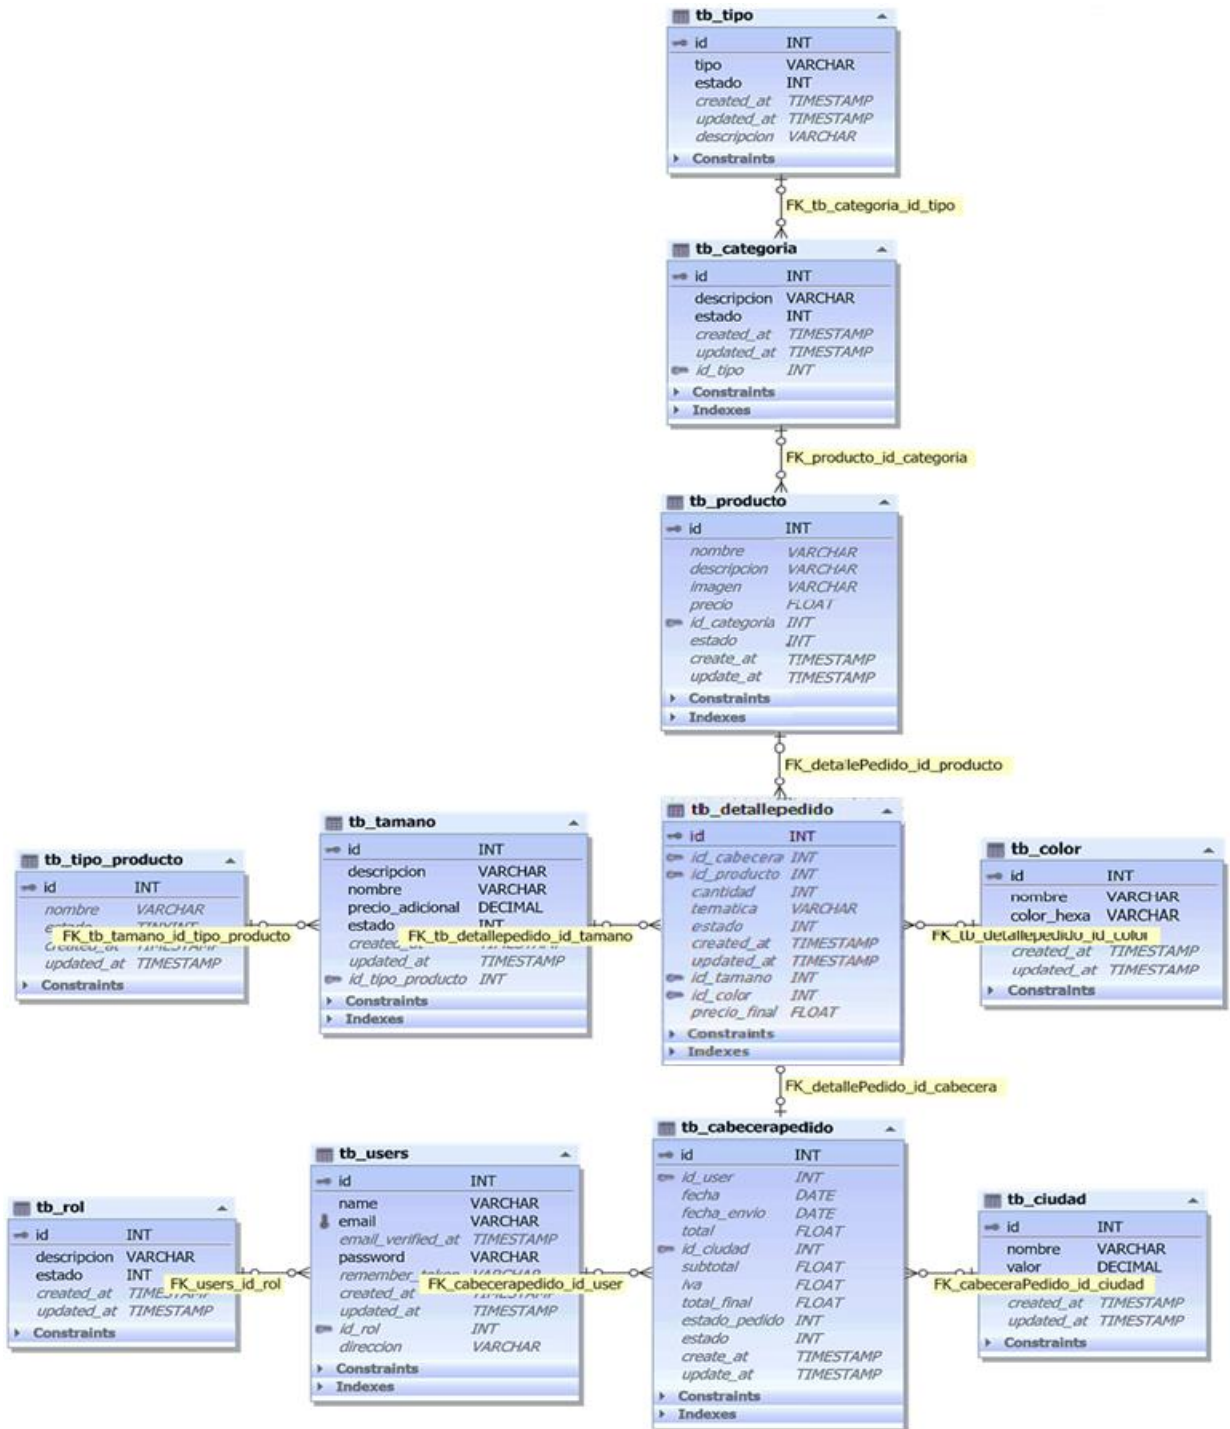 tb_tipo
id INT
tipo VARCHAR
estado INT
created_at TIMESTAMP
updated_at TIMESTAMP
descripcion VARCHAR
Constraints
FK_tb_categoria_id_tipo
tb_categoria
id INT
descripcion VARCHAR
estado INT
created_at TIMESTAMP
updated_at TIMESTAMP
id_tipo INT
Constraints
Indexes
FK_producto_id_categoria
tb_producto
id INT
nombre VARCHAR
descripcion VARCHAR
imagen VARCHAR
precio FLOAT
id_categoria INT
estado INT
create_at TIMESTAMP
update_at TIMESTAMP
Constraints
Indexes
FK_detallePedido_id_producto
tb_tipo_producto
id INT
nombre VARCHAR
FK_tb_tamano_id_tipo_producto
created_at TIMESTAMP
updated_at TIMESTAMP
Constraints
tb_tamano
id INT
descripcion VARCHAR
nombre VARCHAR
precio_adicional DECIMAL
estado INT
FK_tb_detallepedido_id_tamano
created_at TIMESTAMP
updated_at TIMESTAMP
id_tipo_producto INT
Constraints
Indexes
tb_detallepedido
id INT
id_cabecera INT
id_producto INT
cantidad INT
tematica VARCHAR
estado INT
created_at TIMESTAMP
updated_at TIMESTAMP
id_tamano INT
id_color INT
precio_final FLOAT
Constraints
Indexes
tb_color
id INT
nombre VARCHAR
color_hexa VARCHAR
FK_tb_detallepedido_id_color
created_at TIMESTAMP
updated_at TIMESTAMP
Constraints
FK_detallePedido_id_cabecera
tb_rol
id INT
descripcion VARCHAR
estado INT
FK_users_id_rol
created_at TIMESTAMP
updated_at TIMESTAMP
Constraints
tb_users
id INT
name VARCHAR
email VARCHAR
email_verified_at TIMESTAMP
password VARCHAR
remember_token VARCHAR
FK_cabecerapedido_id_user
created_at TIMESTAMP
updated_at TIMESTAMP
id_rol INT
direccion VARCHAR
Constraints
Indexes
tb_cabecerapedido
id INT
id_user INT
fecha DATE
fecha_envio DATE
total FLOAT
id_ciudad INT
subtotal FLOAT
iva FLOAT
total_final FLOAT
estado_pedido INT
estado INT
create_at TIMESTAMP
update_at TIMESTAMP
Constraints
Indexes
tb_ciudad
id INT
nombre VARCHAR
valor DECIMAL
FK_cabeceraPedido_id_ciudad
created_at TIMESTAMP
updated_at TIMESTAMP
Constraints